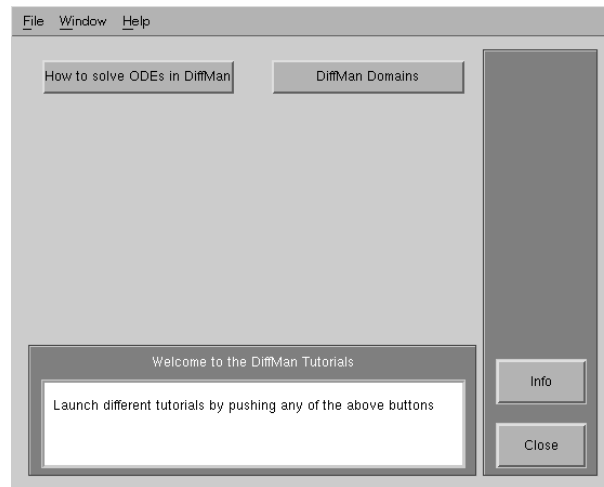 File Window Help
How to solve ODEs in DiffMan
DiffMan Domains
Welcome to the DiffMan Tutorials
Launch different tutorials by pushing any of the above buttons
Info
Close